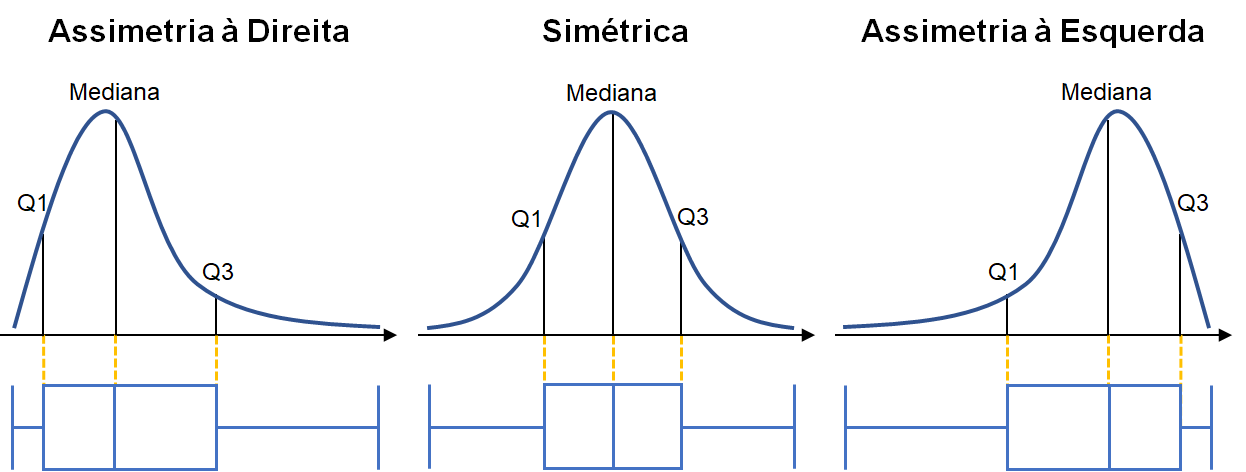 Assimetria à Direita
Simétrica
Assimetria à Esquerda
Mediana
Mediana
Mediana
Q1
Q3
Q1
Q3
Q1
Q3